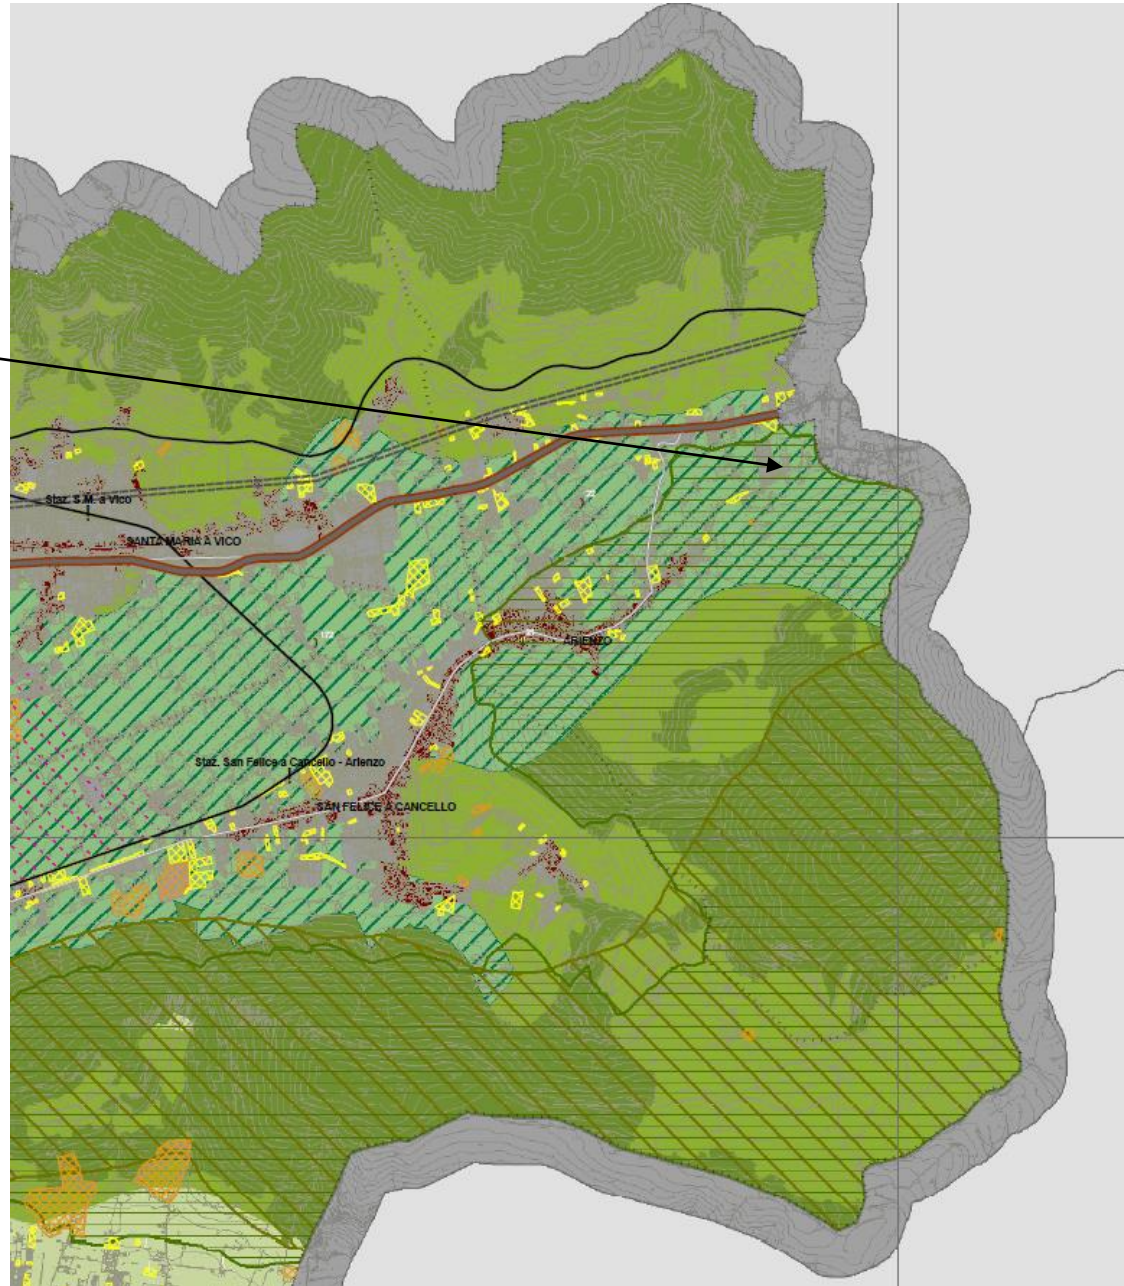 Staz. S.M. a Vico
SANTA MARIA A VICO
ARIENZO
Staz. San Felice a Cancello - Arienzo
SAN FELICE A CANCELLO